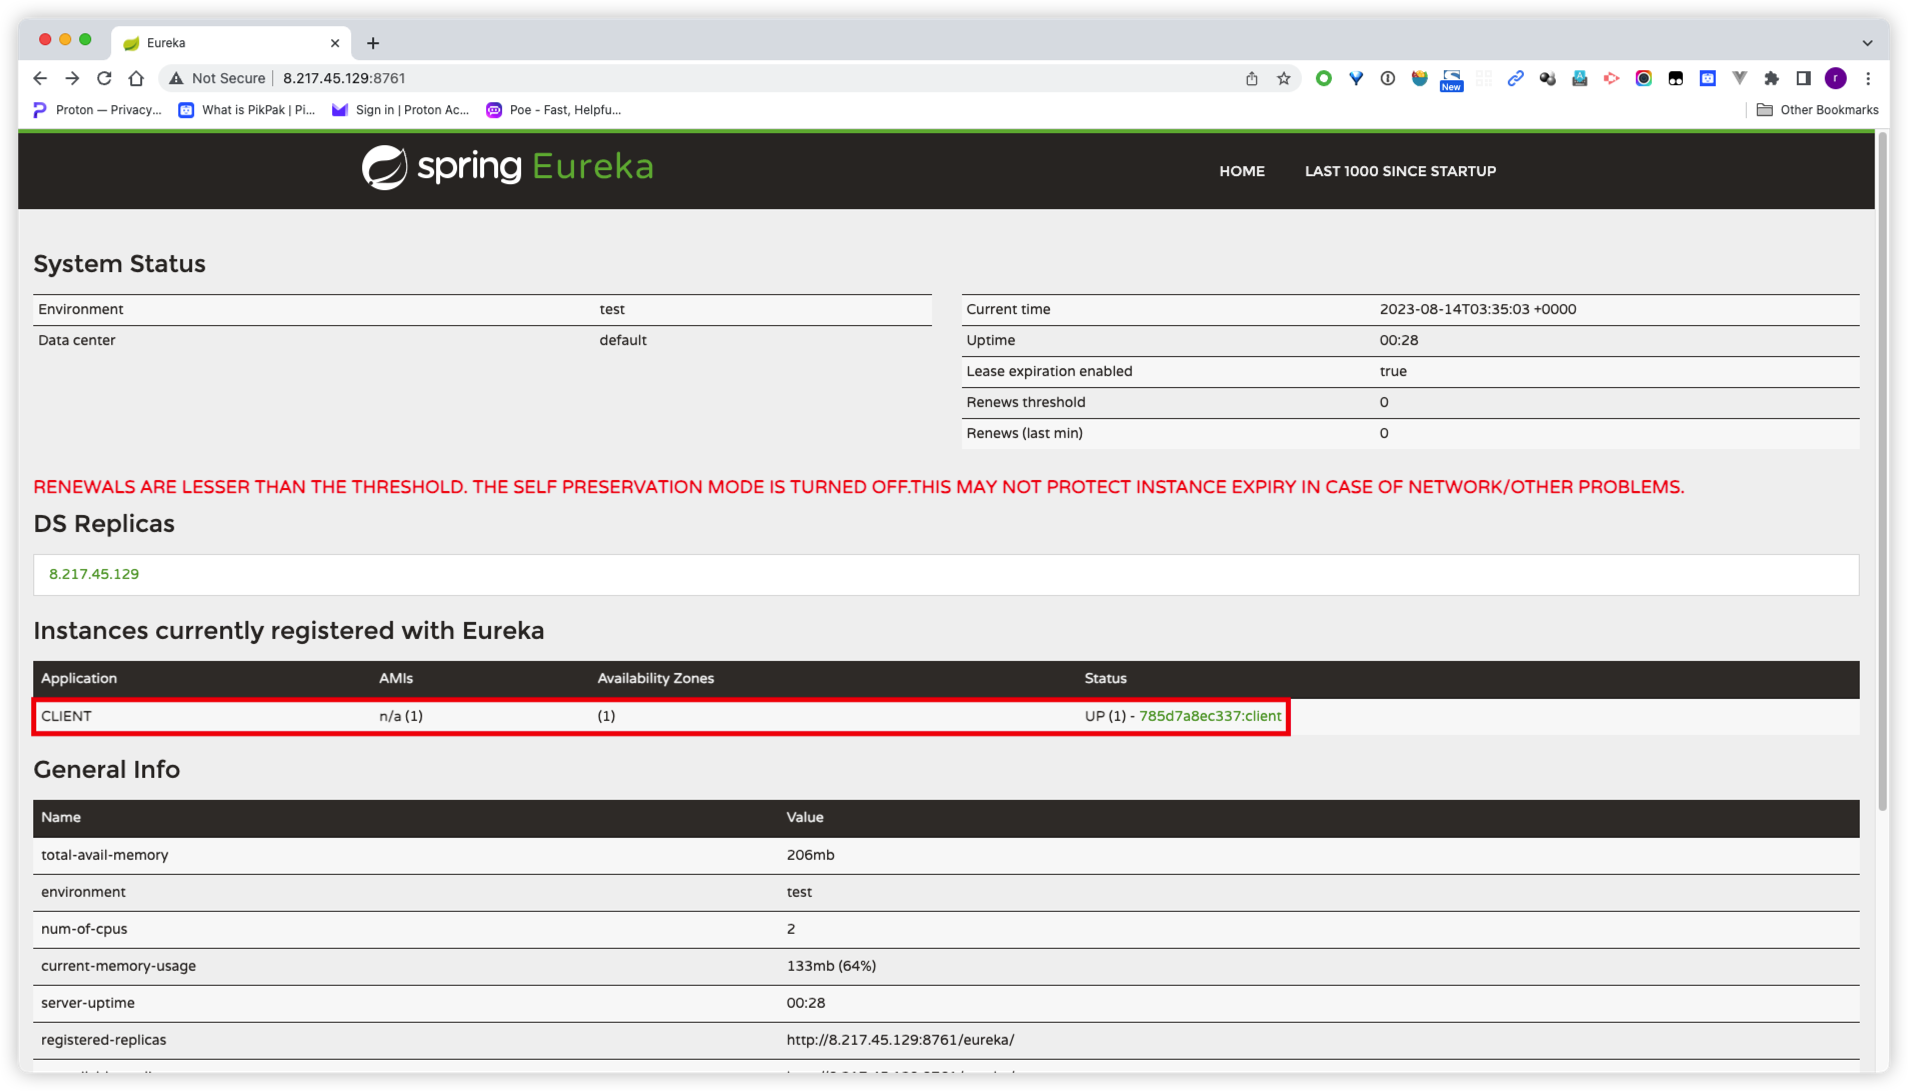 Eureka
Not Secure | 8.217.45.129:8761
New
r
Proton — Privacy...
What is PikPak | Pi...
Sign in | Proton Ac...
Poe - Fast, Helpfu...
Other Bookmarks
spring Eureka
HOME
LAST 1000 SINCE STARTUP
System Status
Environment test
Data center default
Current time 2023-08-14T03:35:03 +0000
Uptime 00:28
Lease expiration enabled true
Renews threshold 0
Renews (last min) 0
RENEWALS ARE LESSER THAN THE THRESHOLD. THE SELF PRESERVATION MODE IS TURNED OFF.THIS MAY NOT PROTECT INSTANCE EXPIRY IN CASE OF NETWORK/OTHER PROBLEMS.
DS Replicas
8.217.45.129
Instances currently registered with Eureka
Application AMIs Availability Zones Status
CLIENT n/a (1) (1) UP (1) - 785d7a8ec337:client
General Info
Name Value
total-avail-memory 206mb
environment test
num-of-cpus 2
current-memory-usage 133mb (64%)
server-uptime 00:28
registered-replicas http://8.217.45.129:8761/eureka/